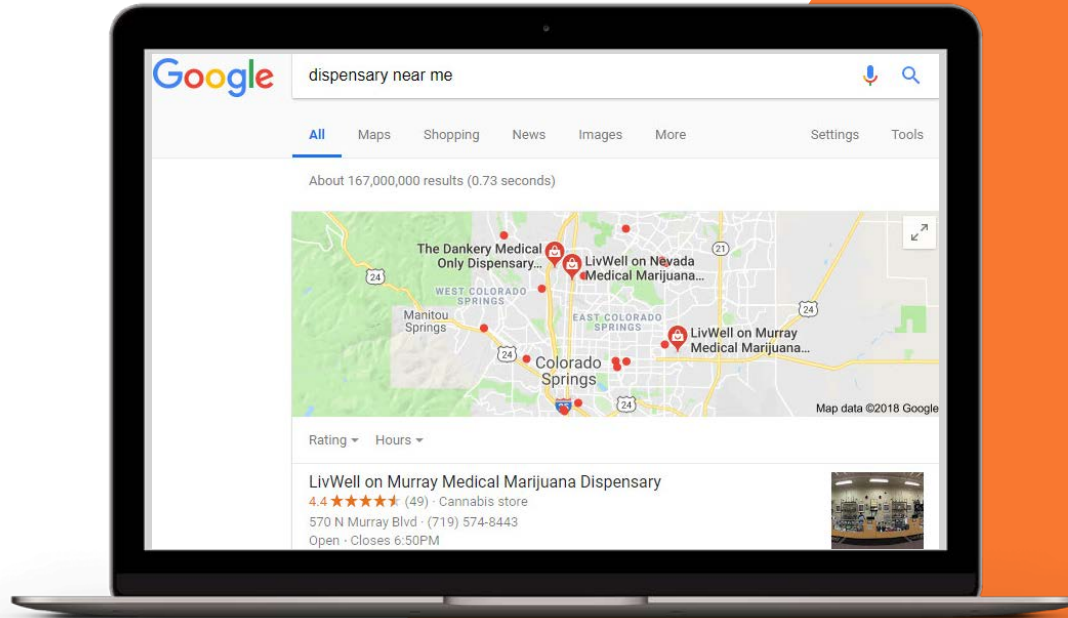 Google
dispensary near me
All Maps Shopping News Images More Settings Tools
About 167,000,000 results (0.73 seconds)
The Dankery Medical
Only Dispensary...
LivWell on Nevada
Medical Marijuana...
21
24
WEST COLORADO
SPRINGS
Manitou
Springs
EAST COLORADO
SPRINGS
24
LivWell on Murray
Medical Marijuana...
24
Colorado
Springs
24
Map data ©2018 Google
Rating Hours
LivWell on Murray Medical Marijuana Dispensary
4.4 ★★★★★ (49) · Cannabis store
570 N Murray Blvd · (719) 574-8443
Open · Closes 6:50PM